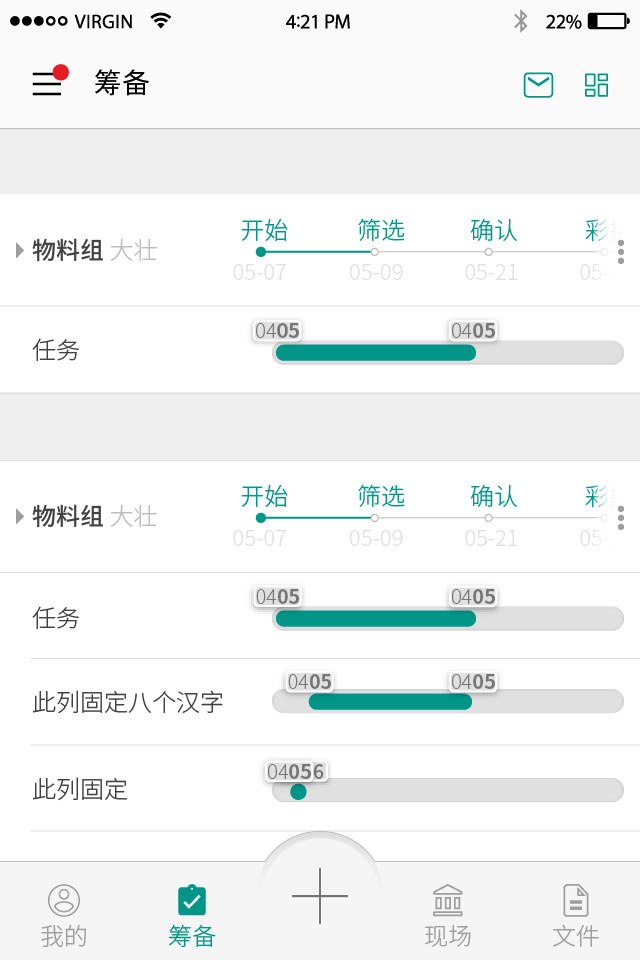 VIRGIN 4:21 PM 22%
筹备
开始 筛选 确认 彩
物料组 大壮
05-07 05-09 05-21 05-
0405 0405
任务
开始 筛选 确认 彩
物料组 大壮
05-07 05-09 05-21 05-
0405 0405
任务
0405 0405
此列固定八个汉字
04056
此列固定
我的 筹备 现场 文件